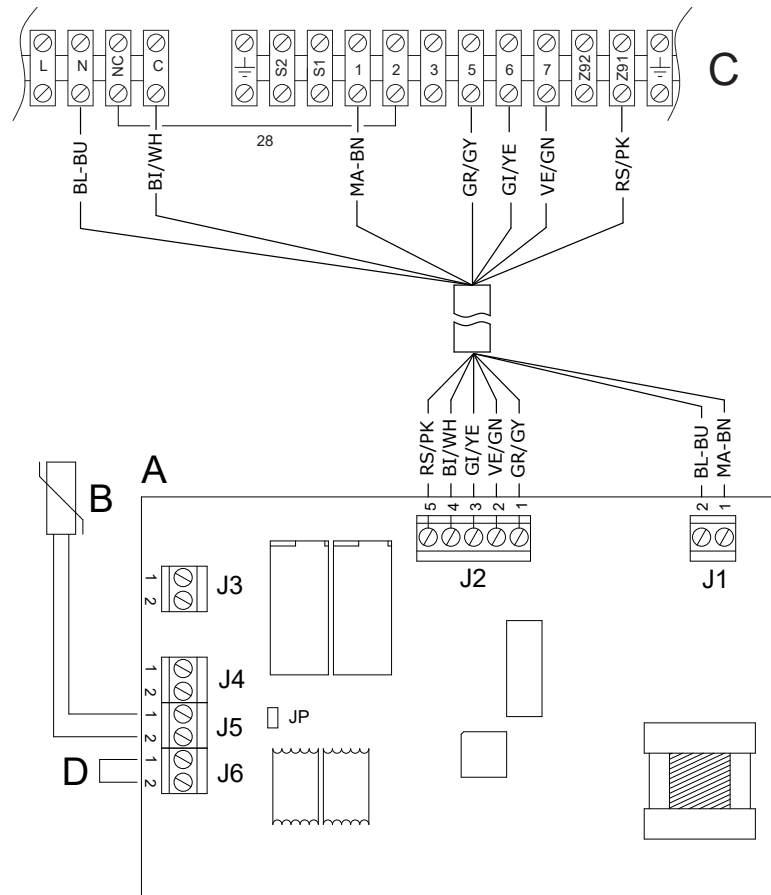 L N NC C S2 S1 1 2 3 5 6 7 Z92 Z91 C
28
BL-BU BI/WH MA-BN GR/GY GI/YE VE/GN RS/PK
RS/PK BI/WH GI/YE VE/GN GR/GY BL-BU MA-BN
A
B
5 4 3 2 1 2 1
J2 J1
1
2
J3
1
2
J4
1
2
J5
JP
D
1
2
J6